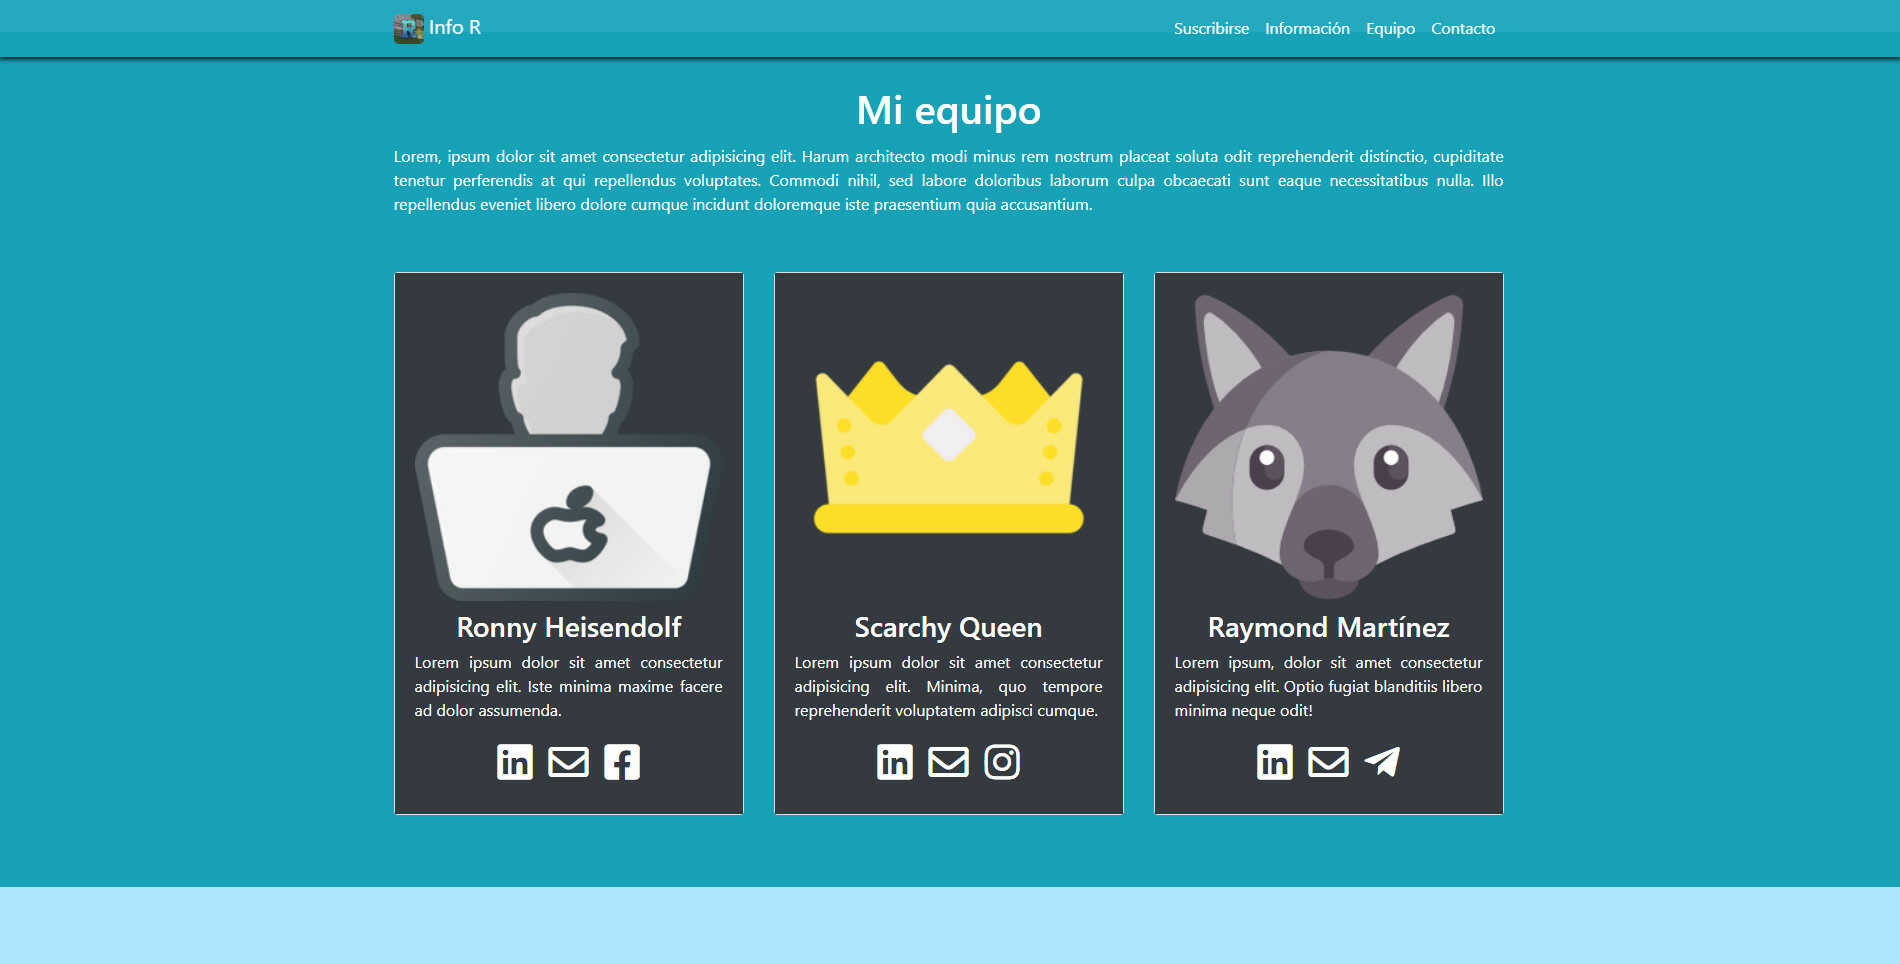 Info R
Suscribirse Información Equipo Contacto
Mi equipo
Lorem, ipsum dolor sit amet consectetur adipisicing elit. Harum architecto modi minus rem nostrum placeat soluta odit reprehenderit distinctio, cupiditate
tenetur perferendis at qui repellendus voluptates. Commodi nihil, sed labore doloribus laborum culpa obcaecati sunt eaque necessitatibus nulla. Illo
repellendus eveniet libero dolore cumque incidunt doloremque iste praesentium quia accusantium.
Ronny Heisendolf
Lorem ipsum dolor sit amet consectetur
adipisicing elit. Iste minima maxime facere
ad dolor assumenda.
Scarchy Queen
Lorem ipsum dolor sit amet consectetur
adipisicing elit. Minima, quo tempore
reprehenderit voluptatem adipisci cumque.
Raymond Martínez
Lorem ipsum, dolor sit amet consectetur
adipisicing elit. Optio fugiat blanditiis libero
minima neque odit!